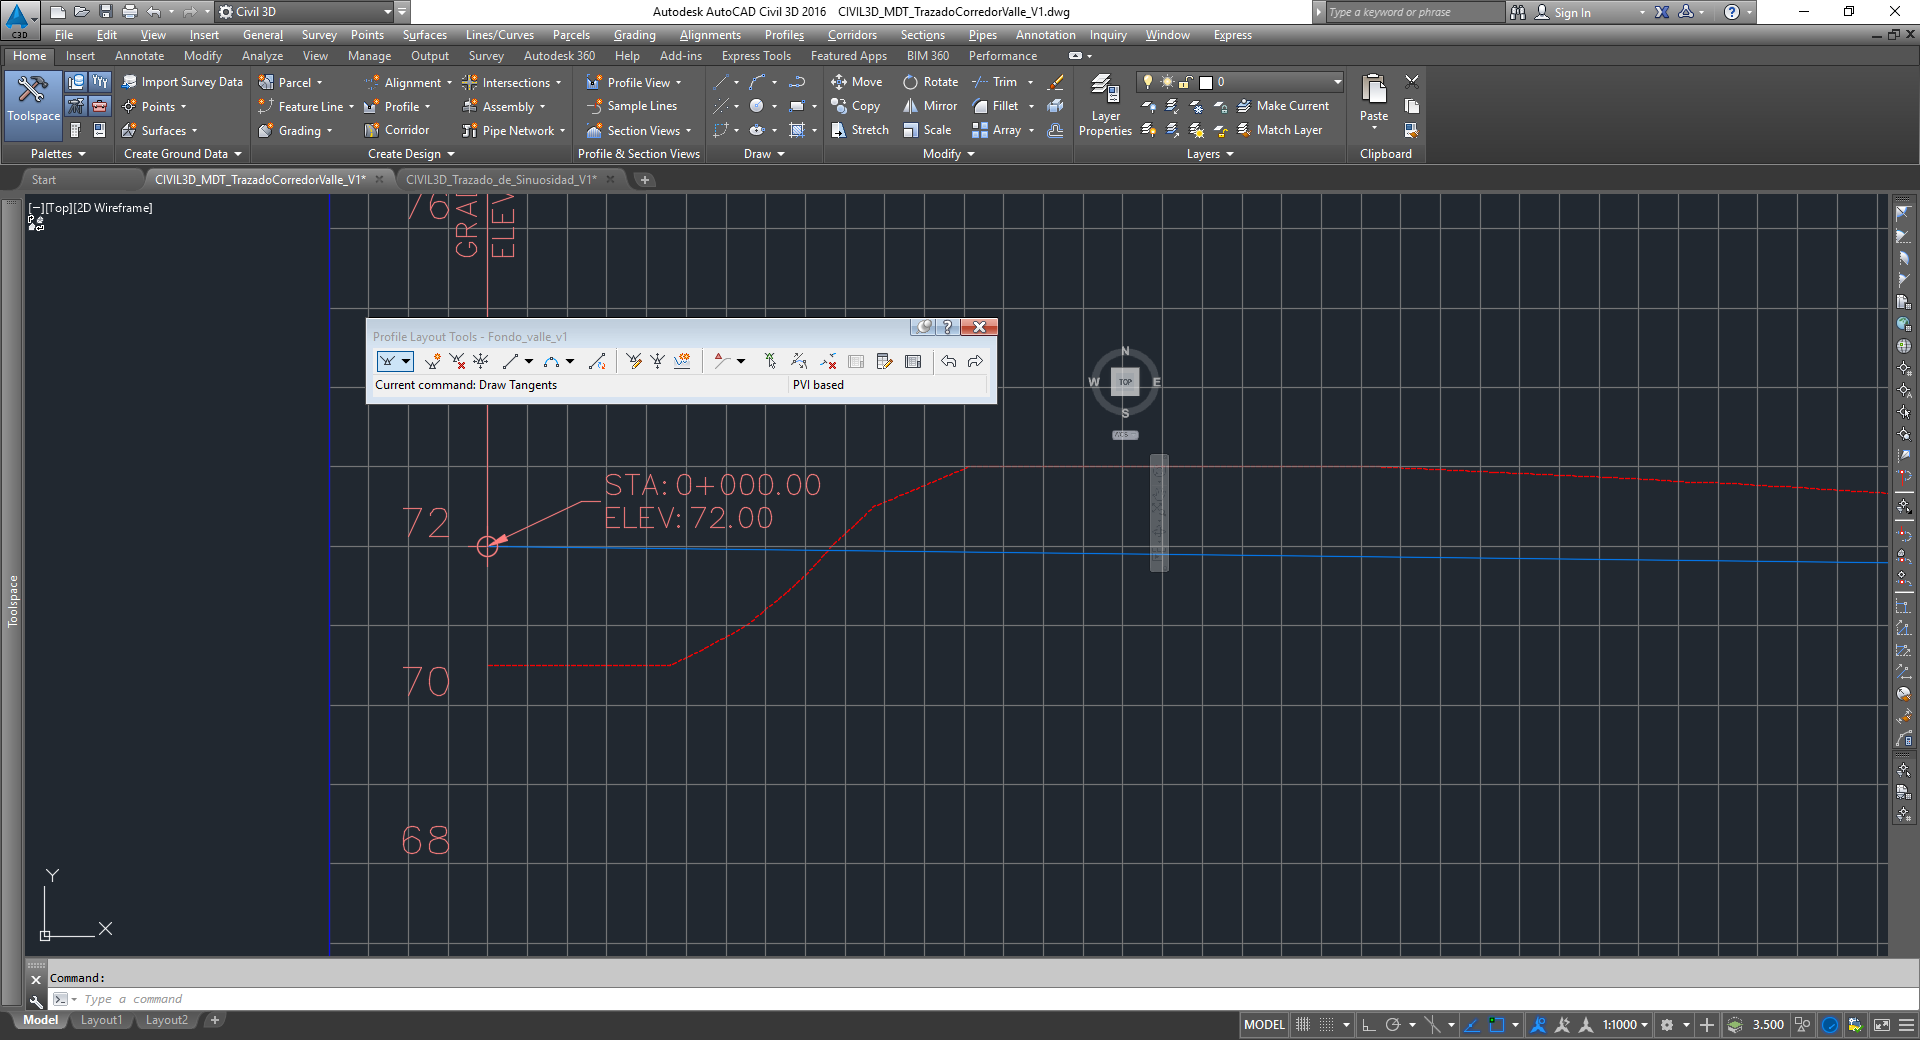 Civil 3D
Autodesk AutoCAD Civil 3D 2016 CIVIL3D_MDT_TrazadoCorredorValle_V1.dwg
Type a keyword or phrase
Sign In
C3D
File Edit View Insert General Survey Points Surfaces Lines/Curves Parcels Grading Alignments Profiles Corridors Sections Pipes Annotation Inquiry Window Express
Home Insert Annotate Modify Analyze View Manage Output Survey Autodesk 360 Help Add-ins Express Tools Featured Apps BIM 360 Performance
Import Survey Data Parcel Alignment Intersections Profile View Move Rotate Trim 0
Toolspace Points Feature Line Profile Assembly Sample Lines Copy Mirror Fillet Layer Properties Make Current Paste
Surfaces Grading Corridor Pipe Network Section Views Stretch Scale Array Match Layer
Palettes Create Ground Data Create Design Profile & Section Views Draw Modify Layers Clipboard
Start CIVIL3D_MDT_TrazadoCorredorValle_V1* CIVIL3D_Trazado_de_Sinuosidad_V1*
[−][Top][2D Wireframe]
76
GRAD
ELEV
Profile Layout Tools - Fondo_valle_v1
Current command: Draw Tangents PVI based
N
W TOP E
S
STA: 0+000.00
ELEV: 72.00
72
70
68
Toolspace
Y
X
Command:
Type a command
Model Layout1 Layout2
MODEL 1:1000 3.500